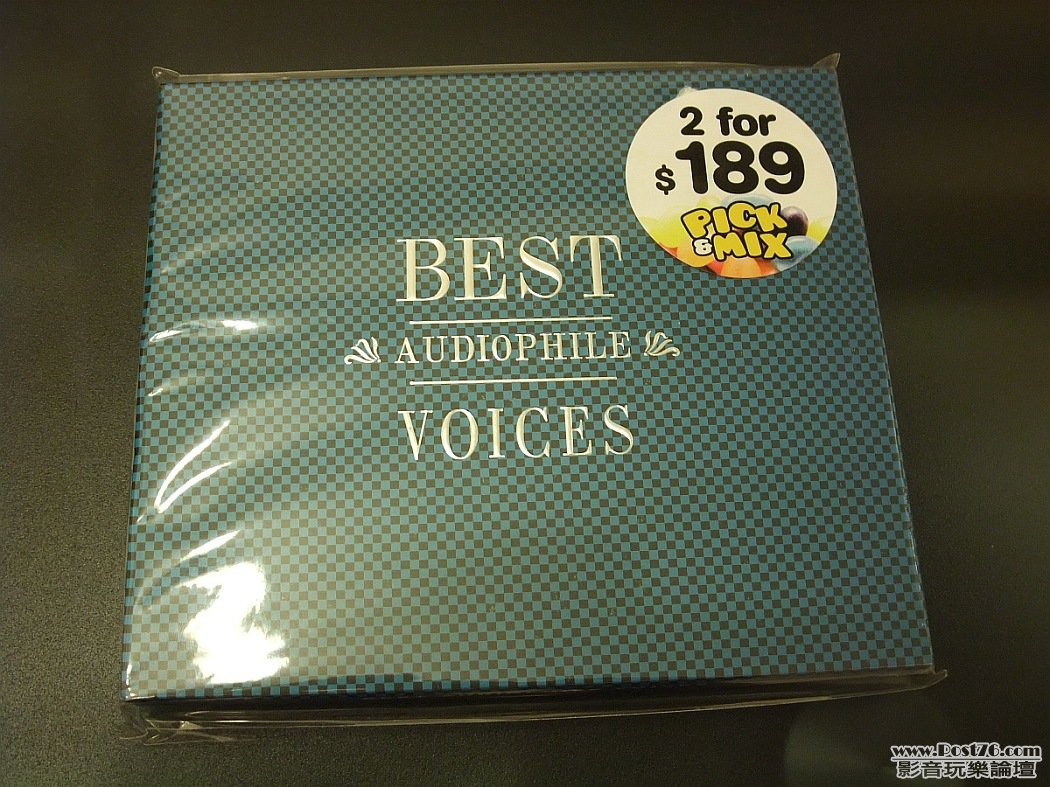 2 for
$189
PICK
&MIX
BEST
AUDIOPHILE
VOICES
www.Post76.com
影音玩樂論壇